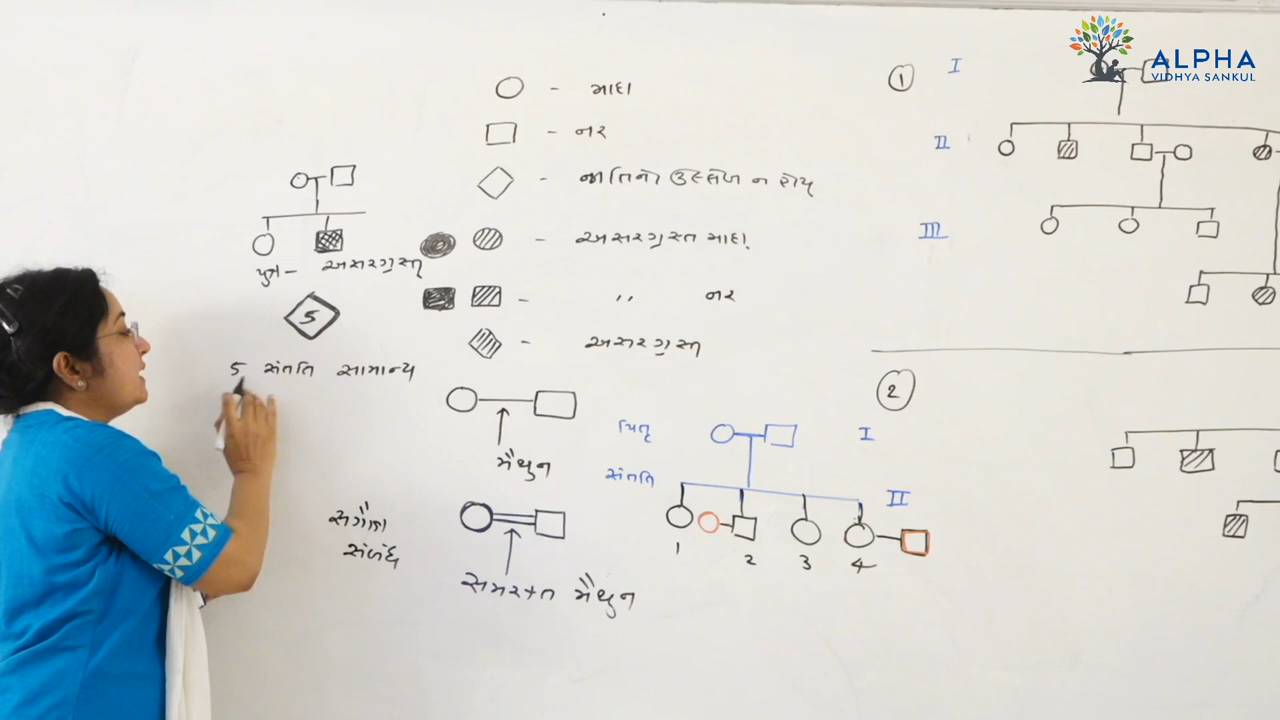 ALPHA
VIDHYA SANKUL
○ - માદા
□ - નર
◇ - જાતિનો ઉલ્લેખ ન હોય
- અસરગ્રસ્ત માદા
- ,, નર
- અસરગ્રસ્ત
પુત્ર - અસરગ્રસ્ત
5
5 સંતતિ સામાન્ય
મૈથુન
સગોત્રી
સંબંધ
સમરક્ત મૈથુન
પિતૃ
I
સંતતિ
II
1 2 3 4
1
I
II
III
2